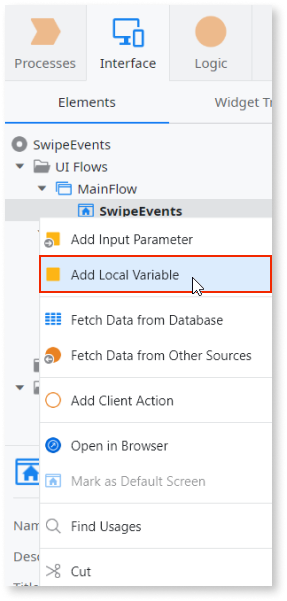 Processes
Interface
Logic
Elements
Widget Tr
SwipeEvents
UI Flows
MainFlow
SwipeEvents
Add Input Parameter
Add Local Variable
Fetch Data from Database
Fetch Data from Other Sources
Add Client Action
Open in Browser
Mark as Default Screen
Find Usages
Cut
Nam
Desc
Title